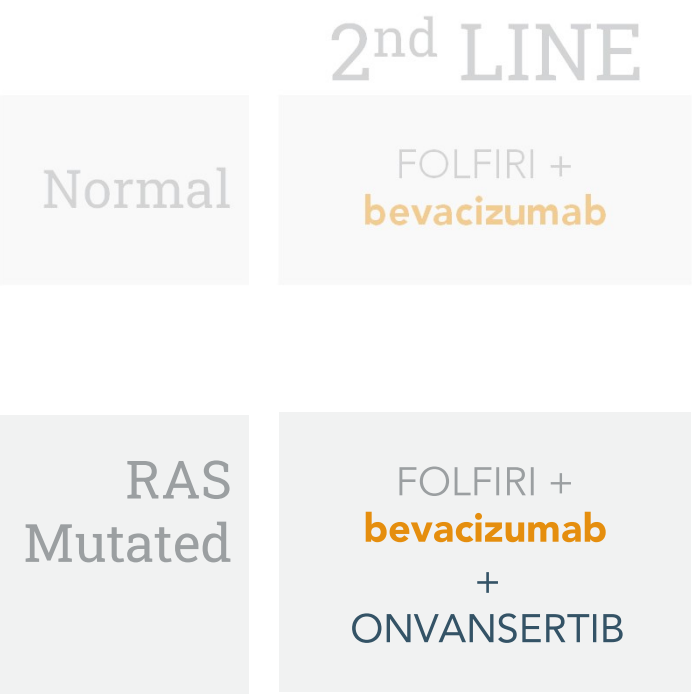 2nd LINE
Normal
FOLFIRI +
bevacizumab
RAS
Mutated
FOLFIRI +
bevacizumab
+
ONVANSERTIB